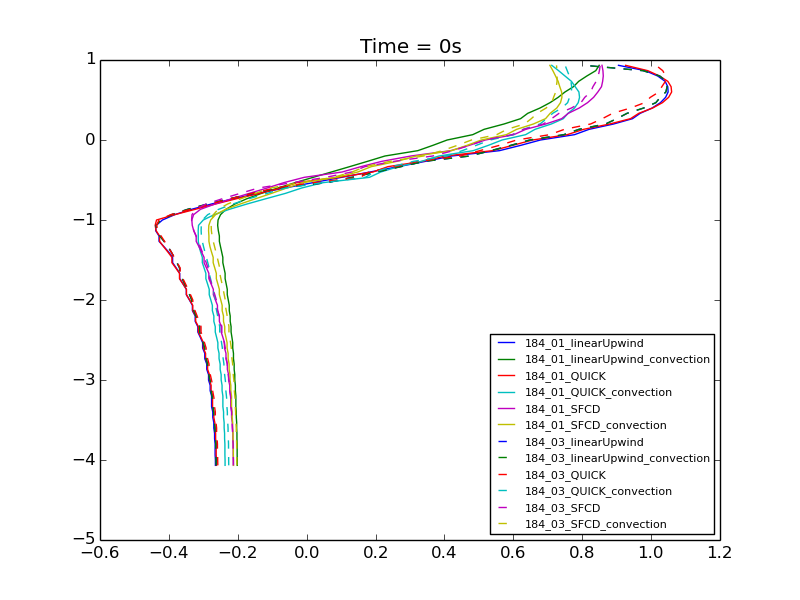 Time = 0s
1
0
−1
−2
−3
−4
−5
−0.6 −0.4 −0.2 0.0 0.2 0.4 0.6 0.8 1.0 1.2
184_01_linearUpwind
184_01_linearUpwind_convection
184_01_QUICK
184_01_QUICK_convection
184_01_SFCD
184_01_SFCD_convection
184_03_linearUpwind
184_03_linearUpwind_convection
184_03_QUICK
184_03_QUICK_convection
184_03_SFCD
184_03_SFCD_convection